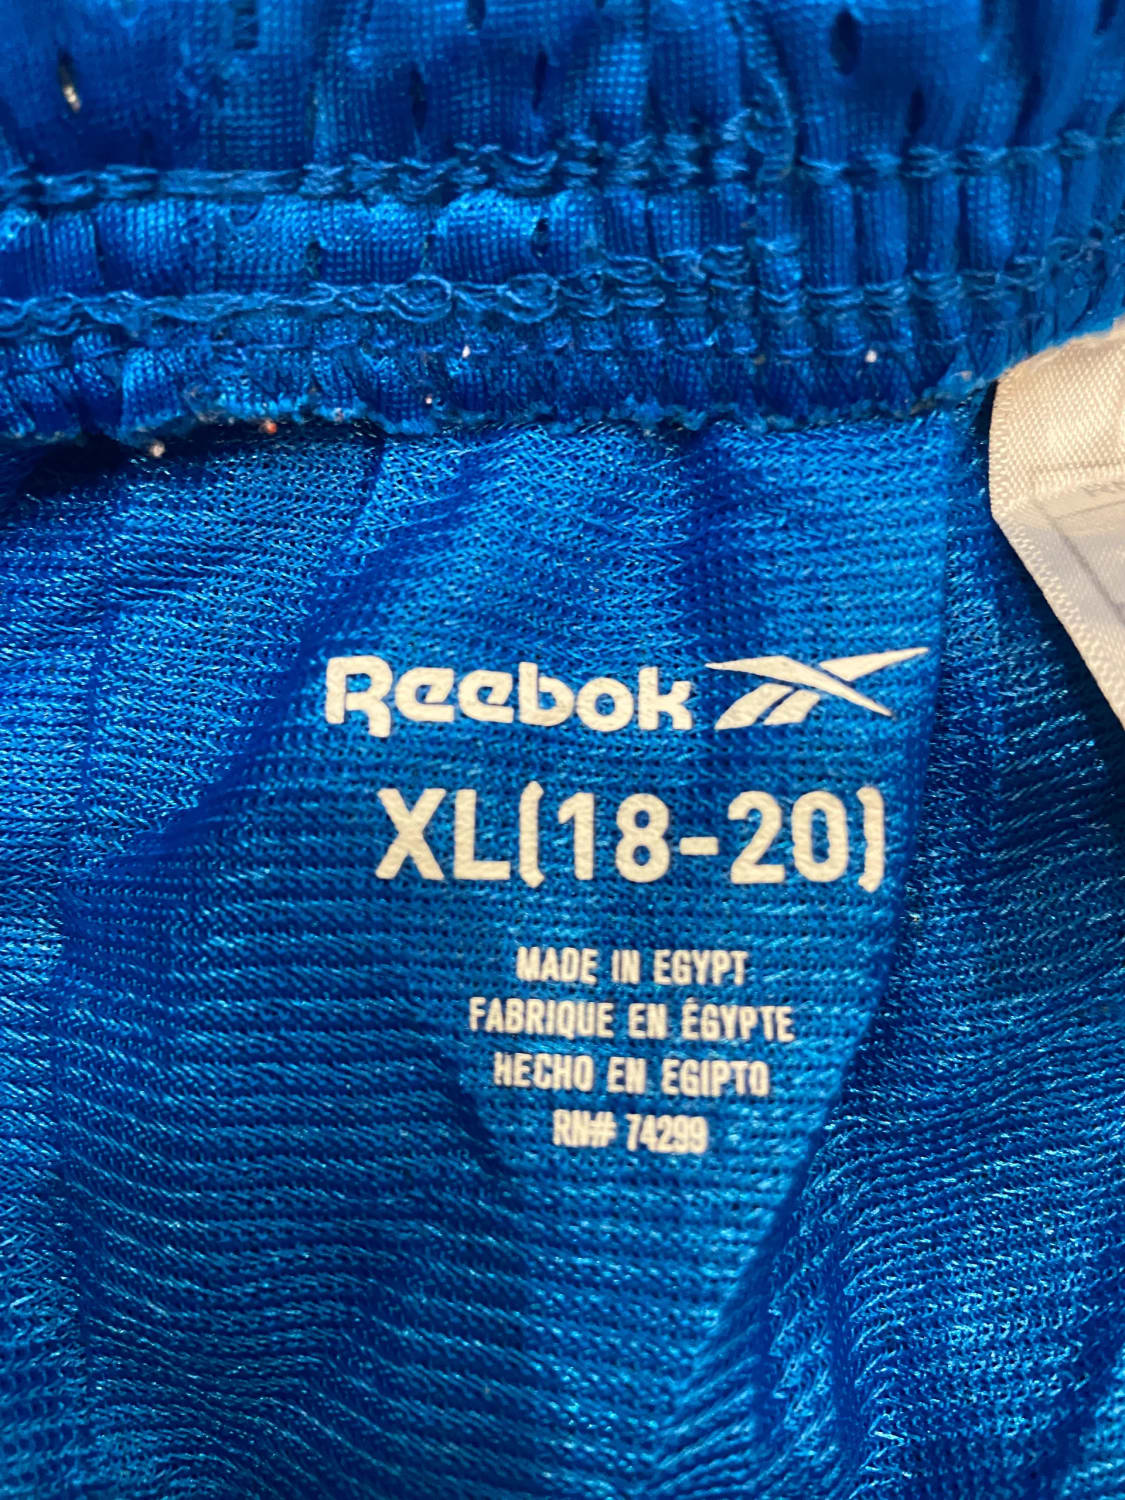 Reebok
XL(18-20)
MADE IN EGYPT
FABRIQUE EN ÉGYPTE
HECHO EN EGIPTO
RN# 74299